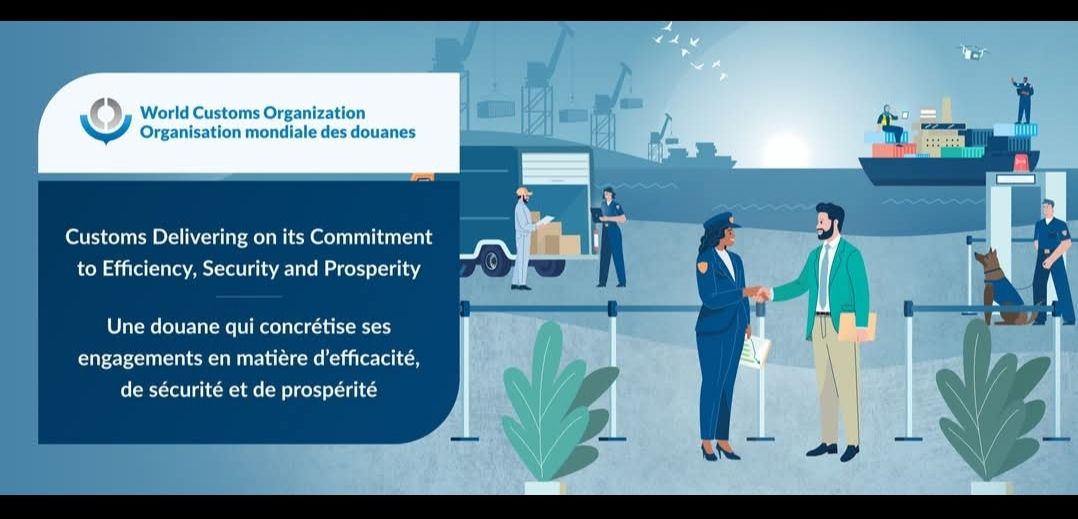 World Customs Organization
Organisation mondiale des douanes
Customs Delivering on its Commitment
to Efficiency, Security and Prosperity
Une douane qui concrétise ses
engagements en matière d’efficacité,
de sécurité et de prospérité